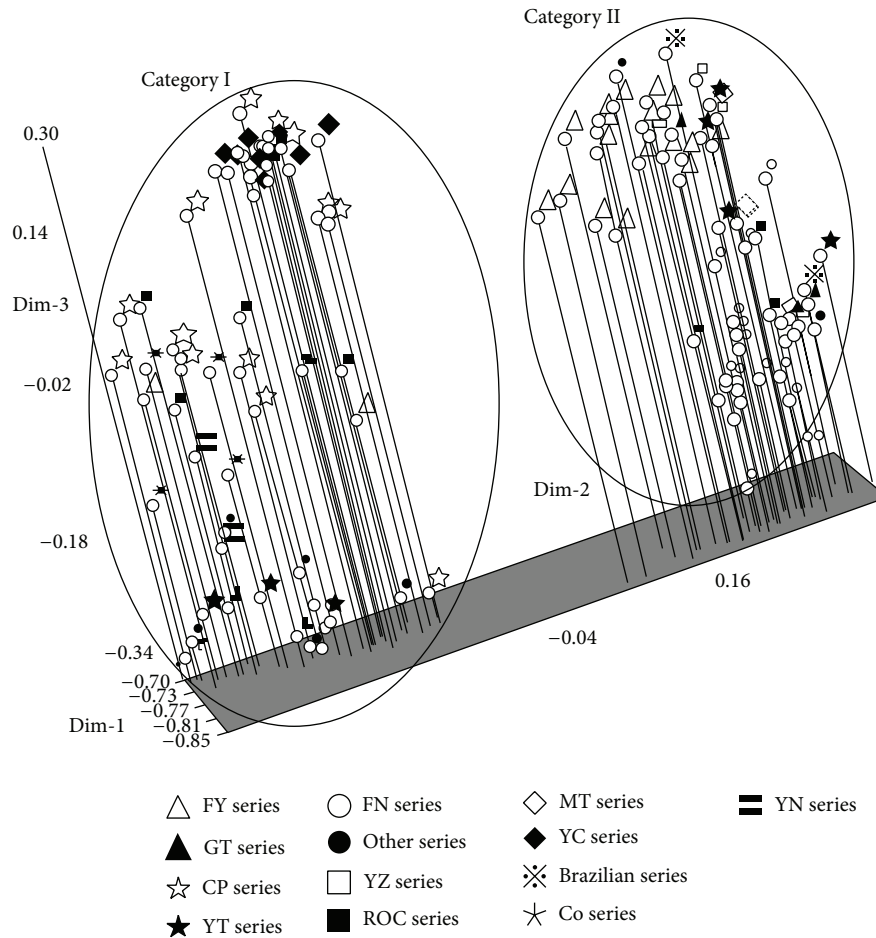 Category II
Category I
0.30
0.14
Dim-3
−0.02
−0.18
−0.34
−0.70
−0.73
−0.77
−0.81
−0.85
Dim-1
Dim-2
0.16
−0.04
FY series
FN series
MT series
YN series
GT series
Other series
YC series
CP series
YZ series
Brazilian series
YT series
ROC series
Co series